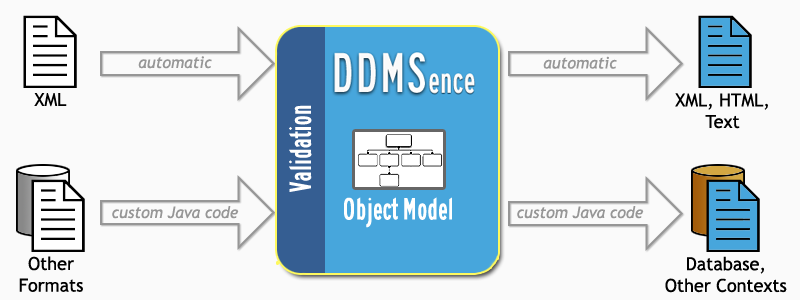 automatic
automatic
XML
DDMSence
XML, HTML,
Text
Validation
Object Model
custom Java code
custom Java code
Other
Formats
Database,
Other Contexts